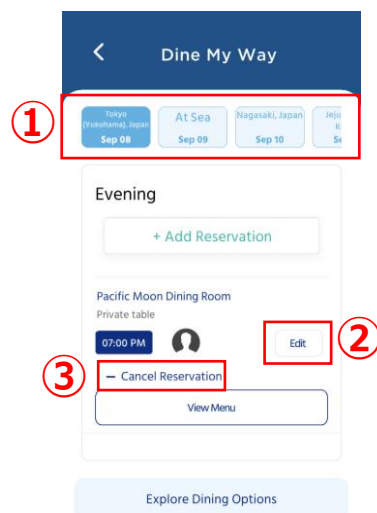 Dine My Way
①
Tokyo
(Yokohama), Japan
Sep 08
At Sea
Sep 09
Nagasaki, Japan
Sep 10
Jeju
Evening
+ Add Reservation
Pacific Moon Dining Room
Private table
07:00 PM
Edit
②
③
— Cancel Reservation
View Menu
Explore Dining Options